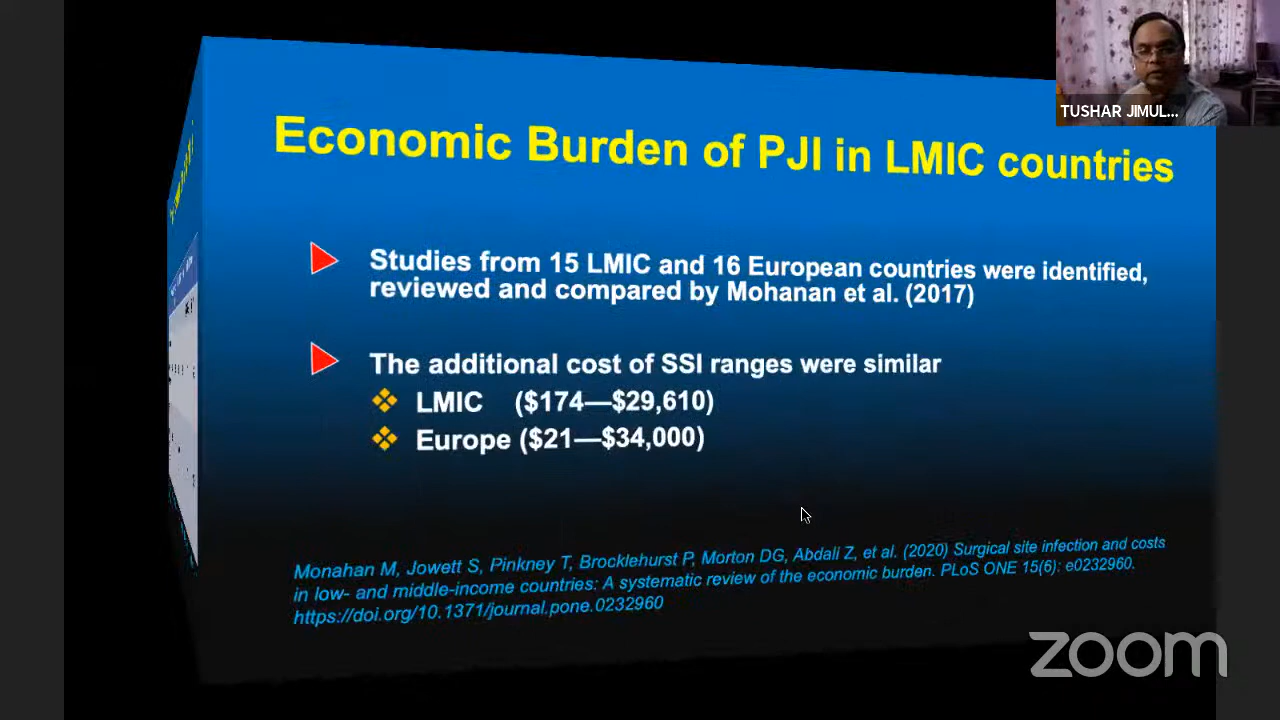 TUSHAR JIMUL...
Economic Burden of PJI in LMIC countries
Studies from 15 LMIC and 16 European countries were identified,
reviewed and compared by Mohanan et al. (2017)
The additional cost of SSI ranges were similar
LMIC ($174—$29,610)
Europe ($21—$34,000)
Monahan M, Jowett S, Pinkney T, Brocklehurst P, Morton DG, Abdali Z, et al. (2020) Surgical site infection and costs
in low- and middle-income countries: A systematic review of the economic burden. PLoS ONE 15(6): e0232960.
https://doi.org/10.1371/journal.pone.0232960
zoom